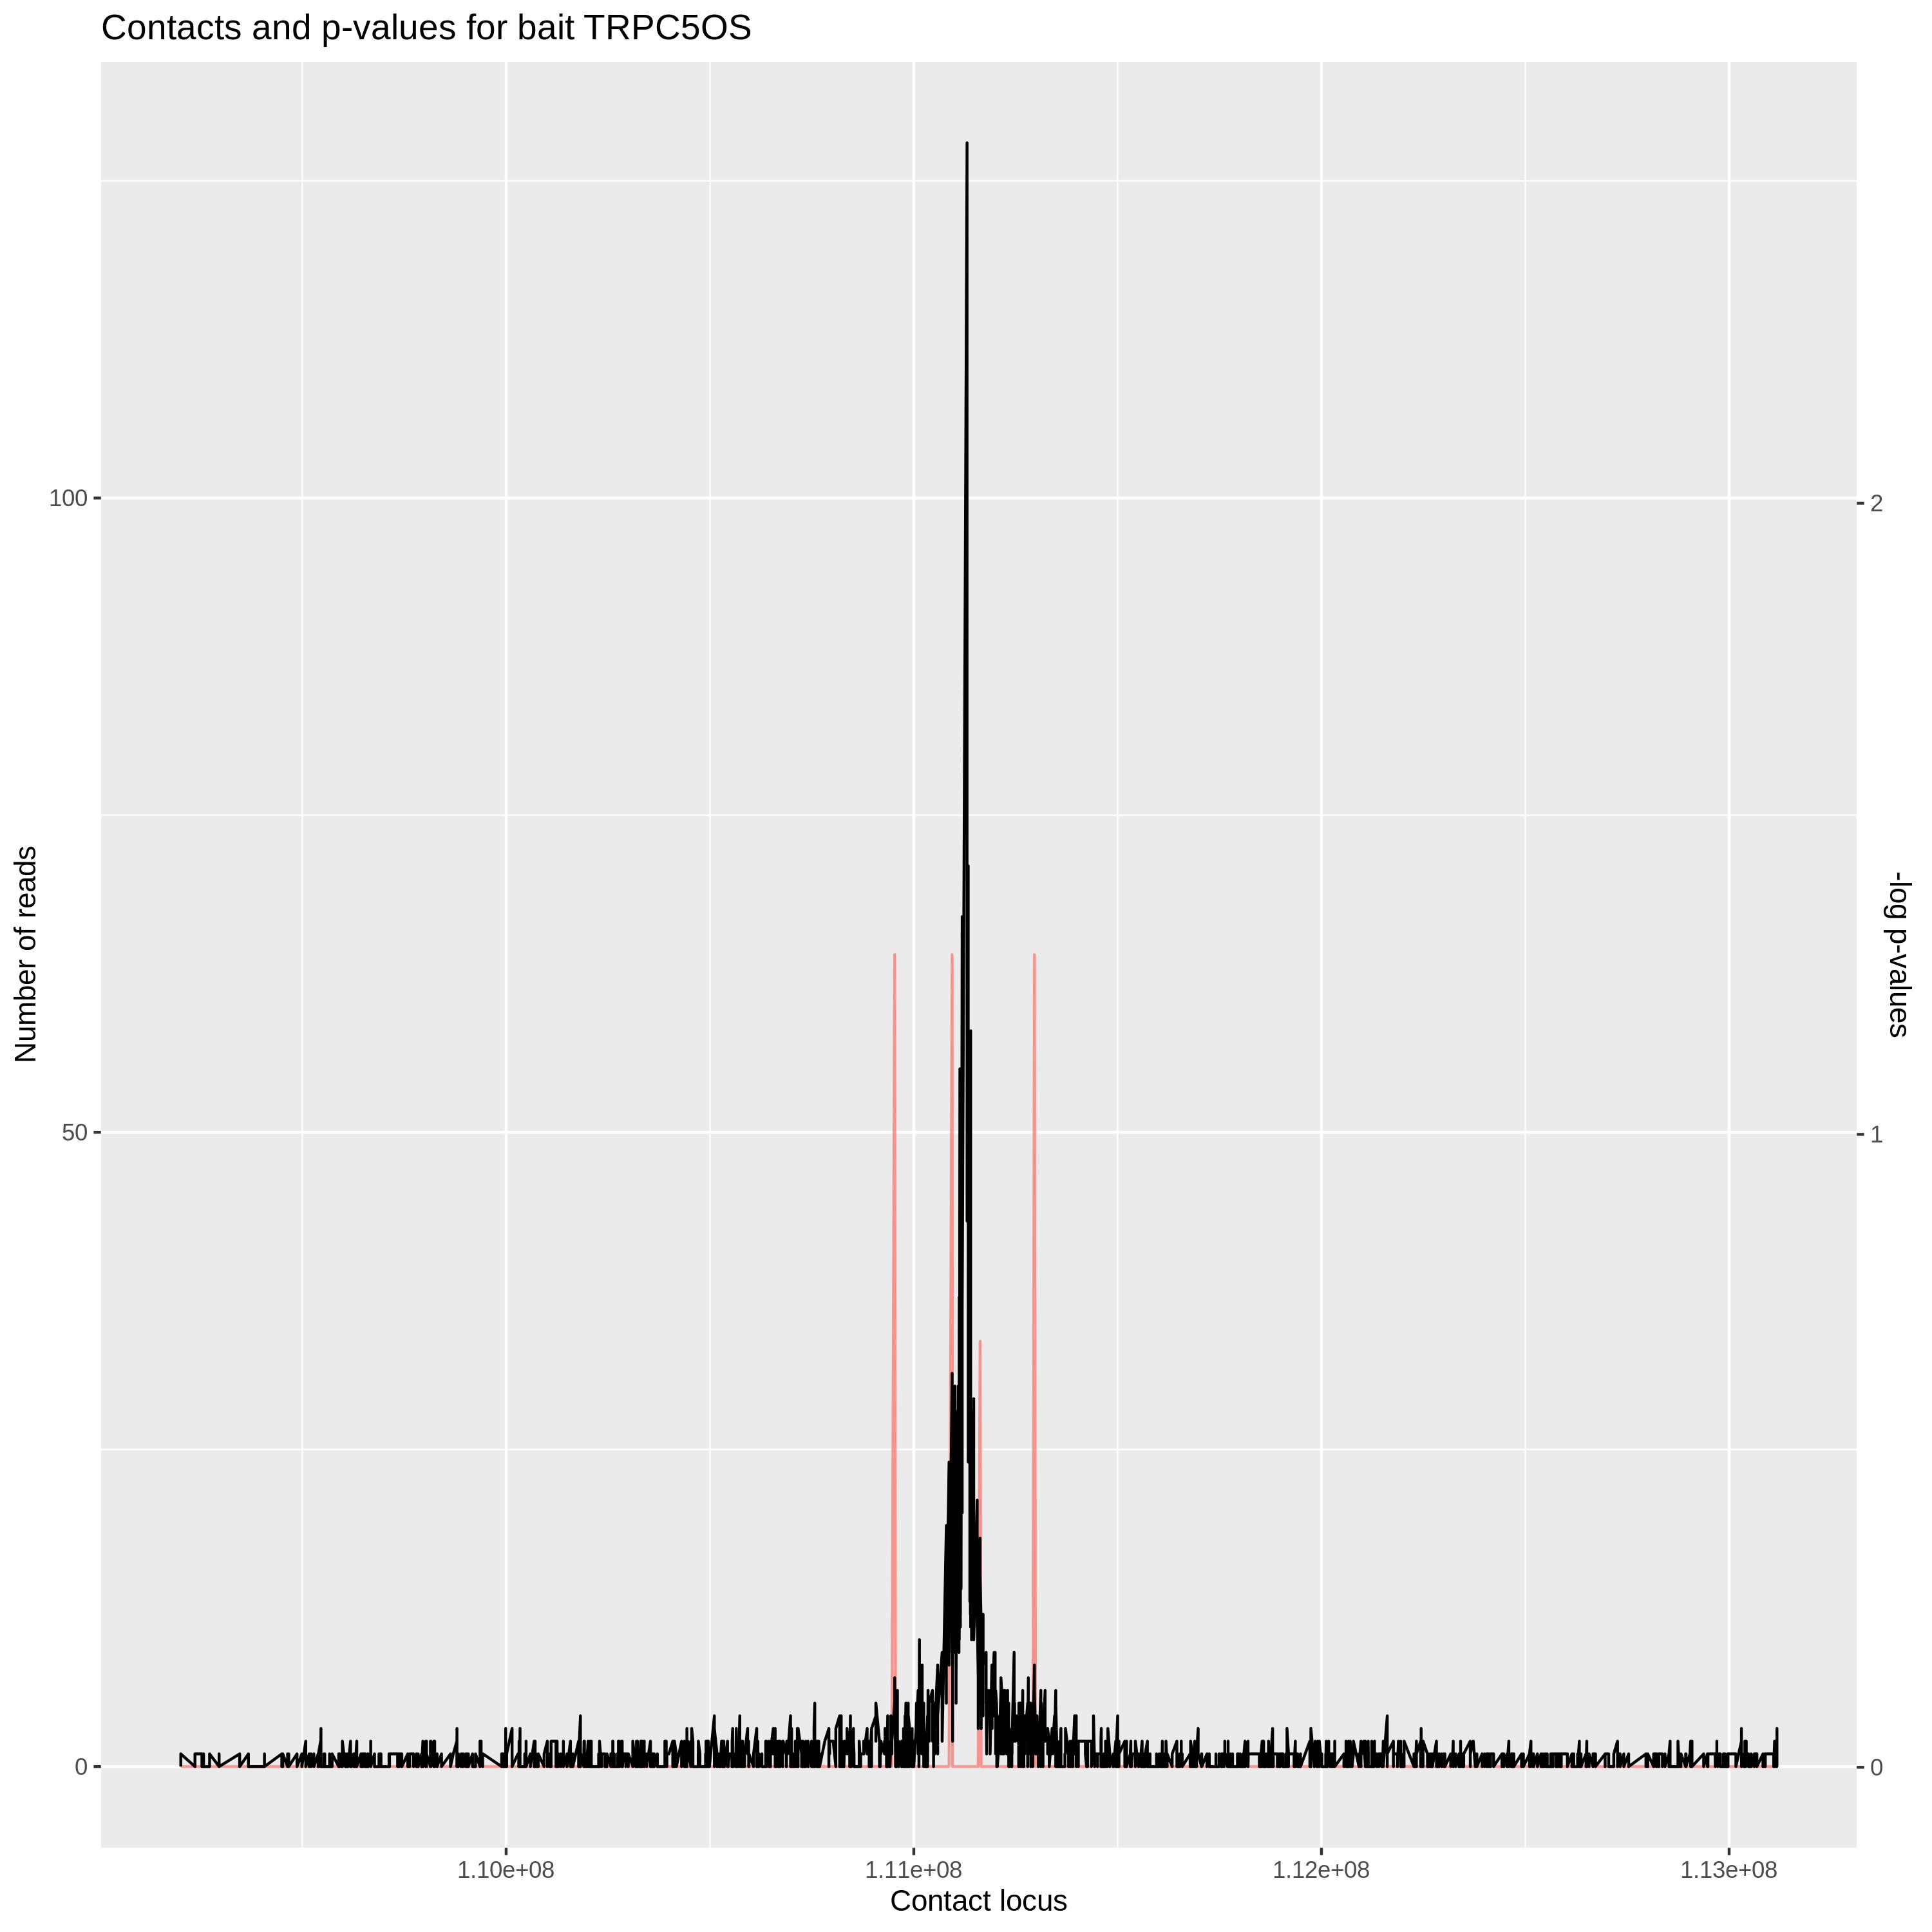 Contacts and p-values for bait TRPC5OS
Number of reads
100
50
0
2
1
0
-log p-values
1.10e+08
1.11e+08
1.12e+08
1.13e+08
Contact locus